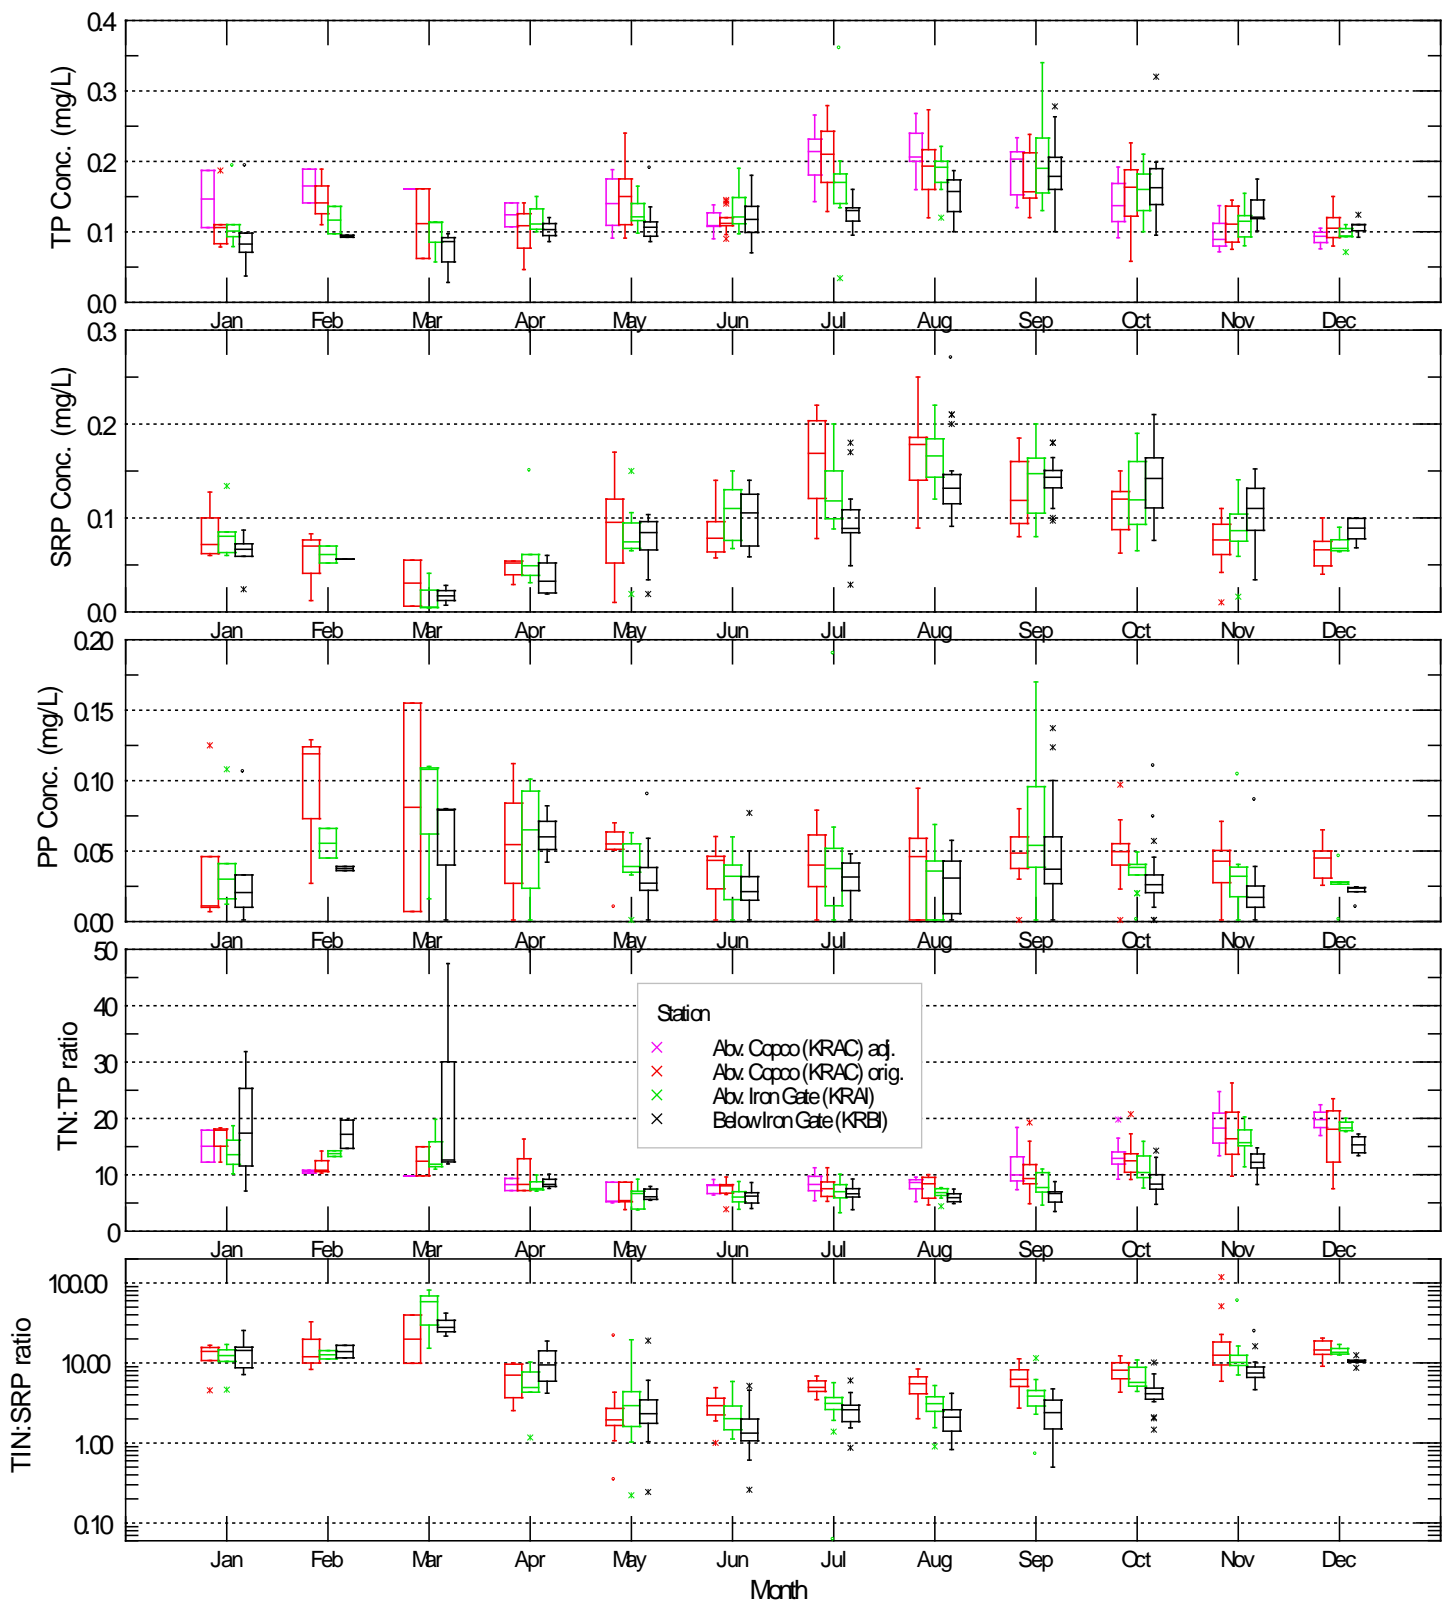 TP Conc. (mg/L)
0.4
0.3
0.2
0.1
0.0
Jan Feb Mar Apr May Jun Jul Aug Sep Oct Nov Dec
SRP Conc. (mg/L)
0.3
0.2
0.1
0.0
Jan Feb Mar Apr May Jun Jul Aug Sep Oct Nov Dec
PP Conc. (mg/L)
0.20
0.15
0.10
0.05
0.00
Jan Feb Mar Apr May Jun Jul Aug Sep Oct Nov Dec
TN:TP ratio
50
40
30
20
10
0
Station
Abv. Copco (KRAC) adj.
Abv. Copco (KRAC) orig.
Abv. Iron Gate (KRAI)
Below Iron Gate (KRBI)
Jan Feb Mar Apr May Jun Jul Aug Sep Oct Nov Dec
TIN:SRP ratio
100.00
10.00
1.00
0.10
Jan Feb Mar Apr May Jun Jul Aug Sep Oct Nov Dec
Month